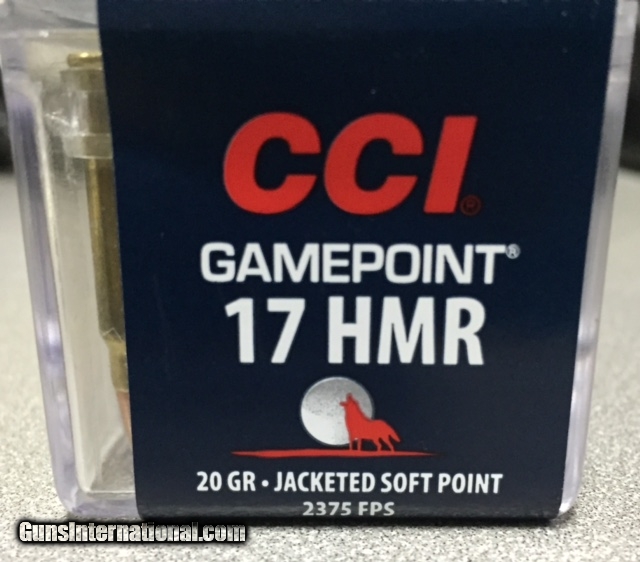 CCI®
GAMEPOINT®
17 HMR
20 GR • JACKETED SOFT POINT
2375 FPS
GunsInternational.com